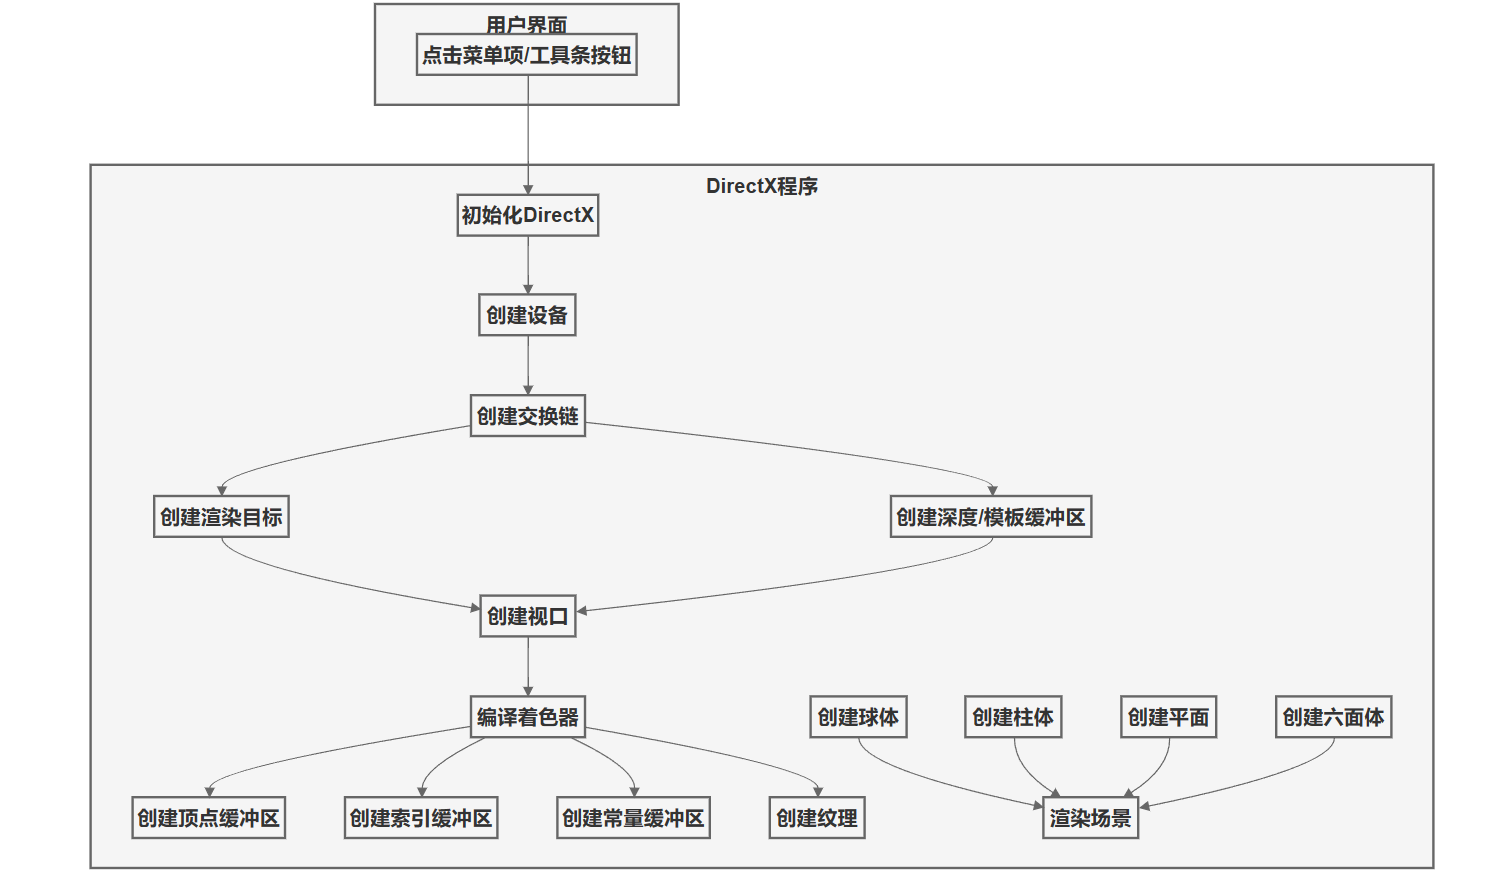 用户界面
点击菜单项/工具条按钮
DirectX程序
初始化DirectX
创建设备
创建交换链
创建渲染目标
创建深度/模板缓冲区
创建视口
编译着色器
创建球体
创建柱体
创建平面
创建六面体
创建顶点缓冲区
创建索引缓冲区
创建常量缓冲区
创建纹理
渲染场景